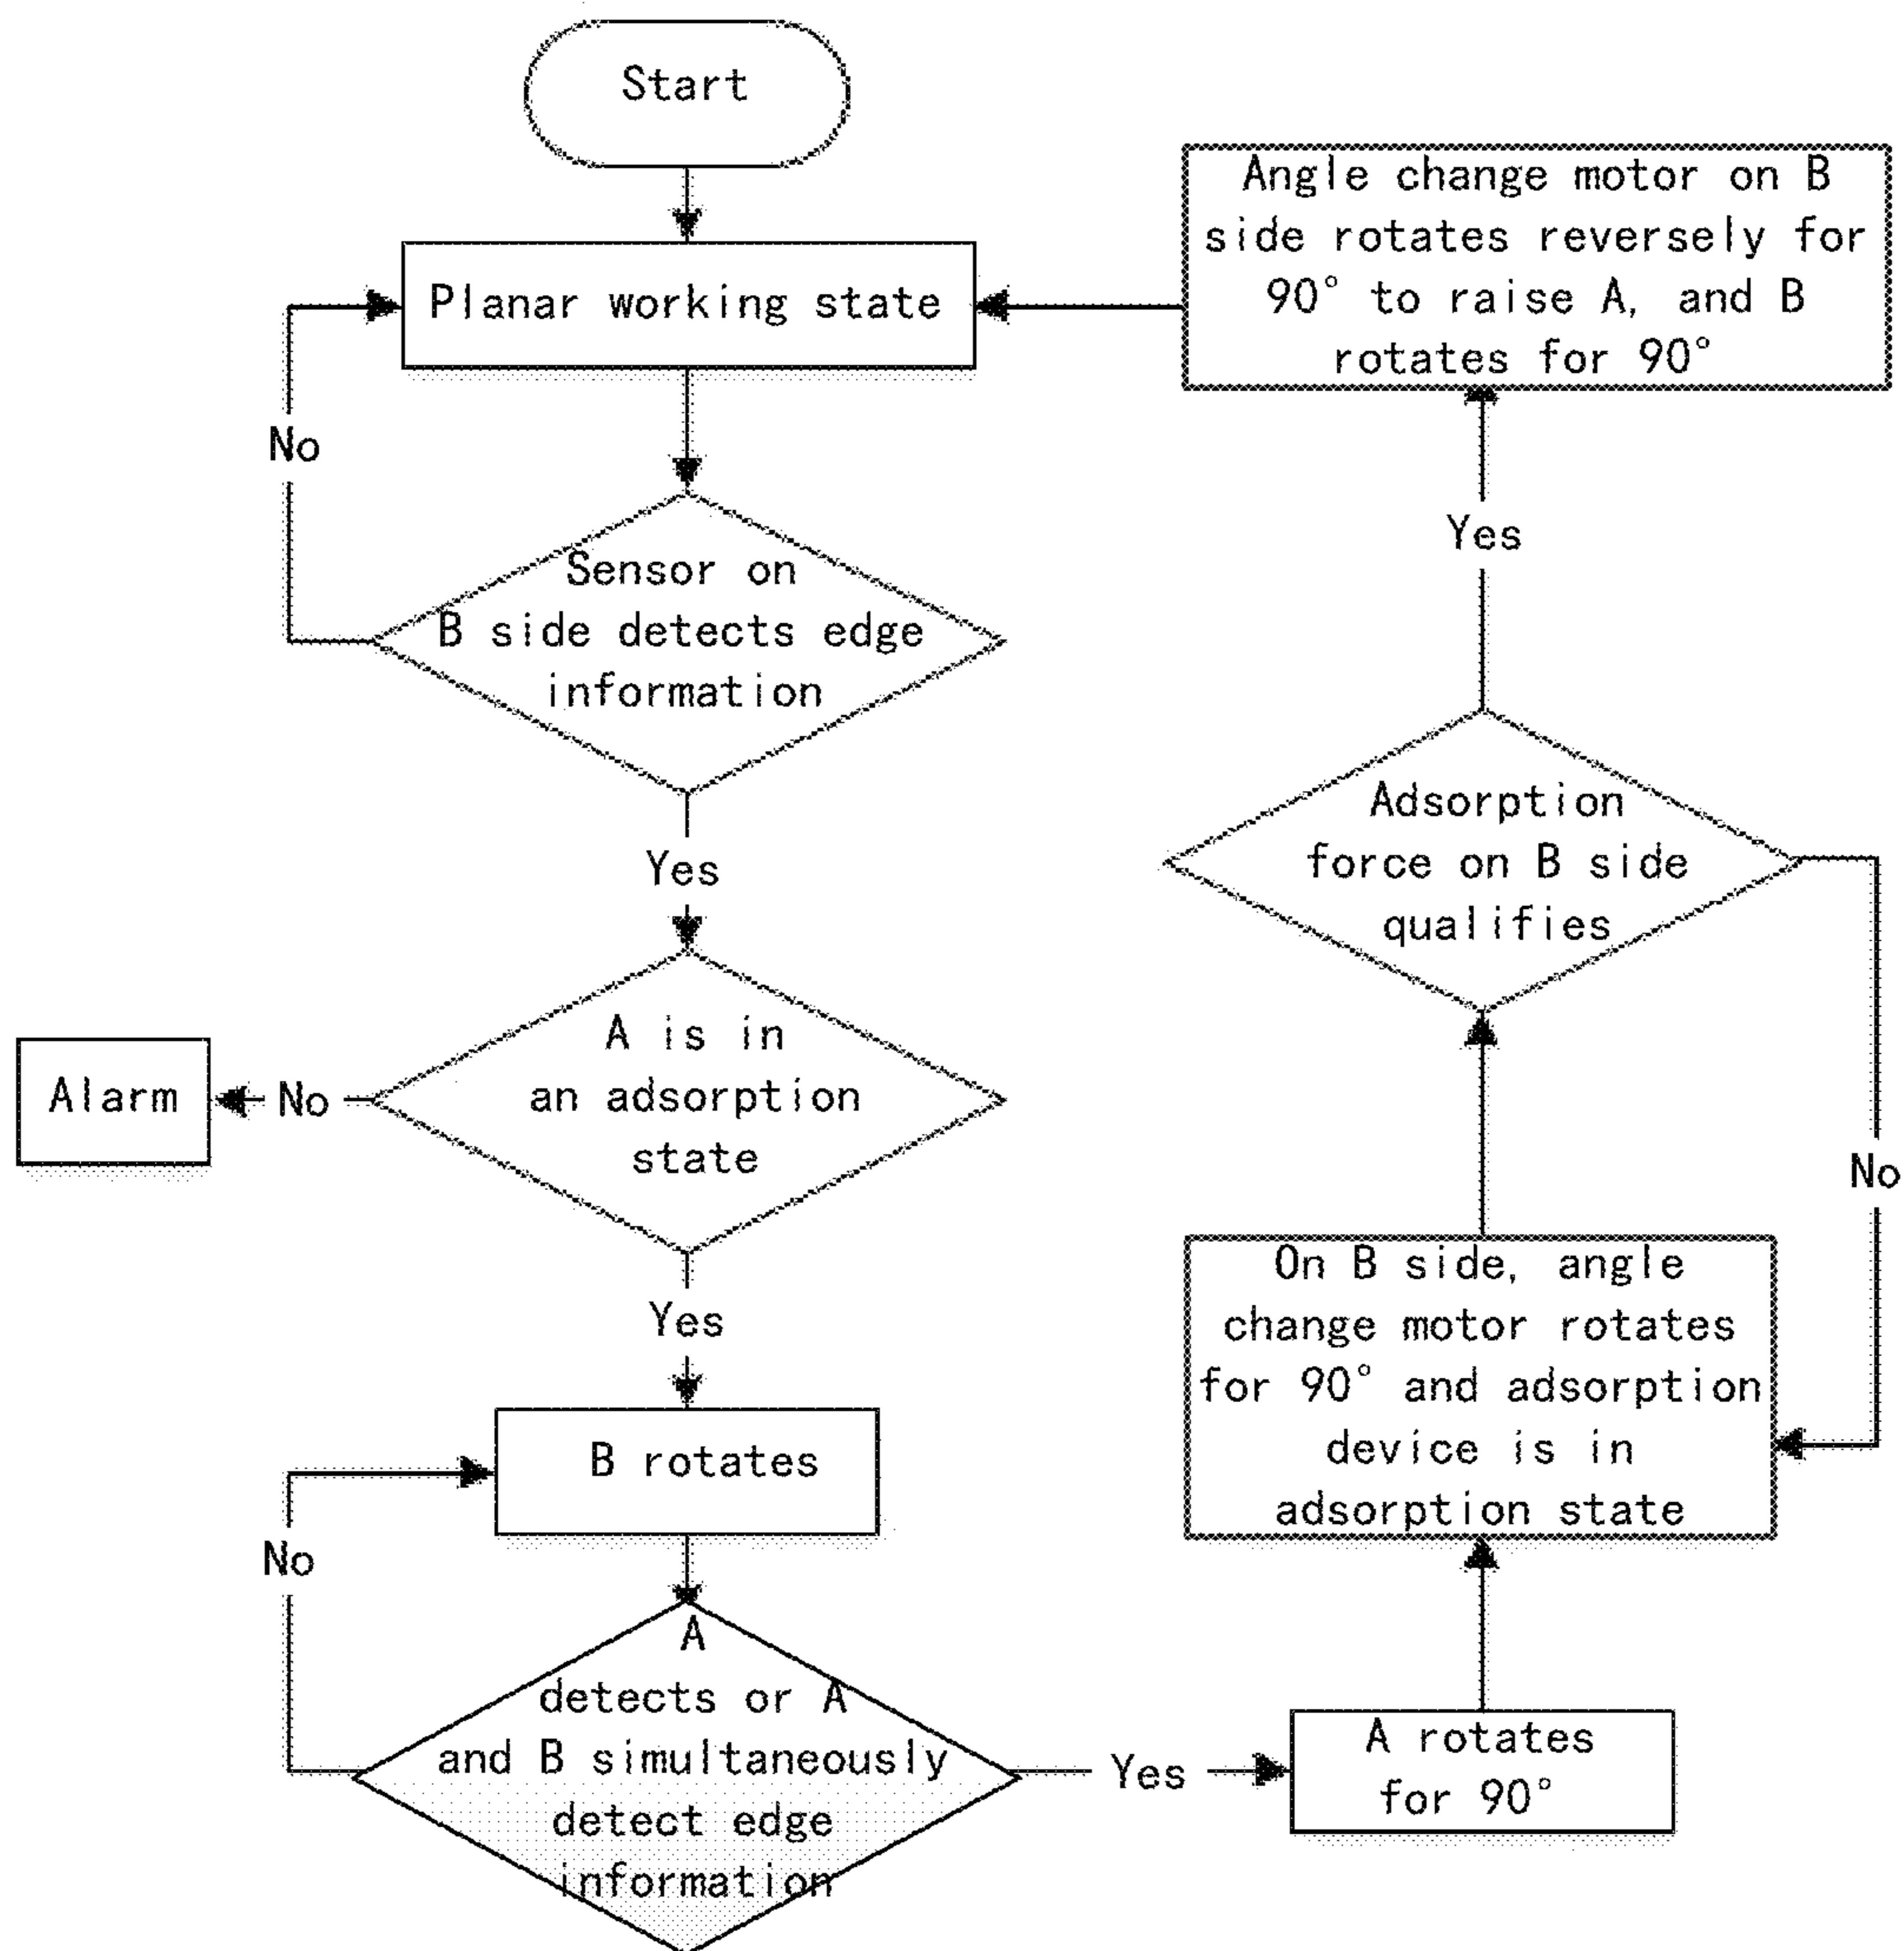 Start
Planar working state
No
Sensor on
B side detects edge
information
Yes
A is in
an adsorption
state
No
Alarm
Yes
B rotates
No
A
detects or A
and B simultaneously
detect edge
information
Yes
A rotates
for 90°
On B side, angle
change motor rotates
for 90° and adsorption
device is in
adsorption state
Adsorption
force on B side
qualifies
No
Yes
Angle change motor on B
side rotates reversely for
90° to raise A, and B
rotates for 90°